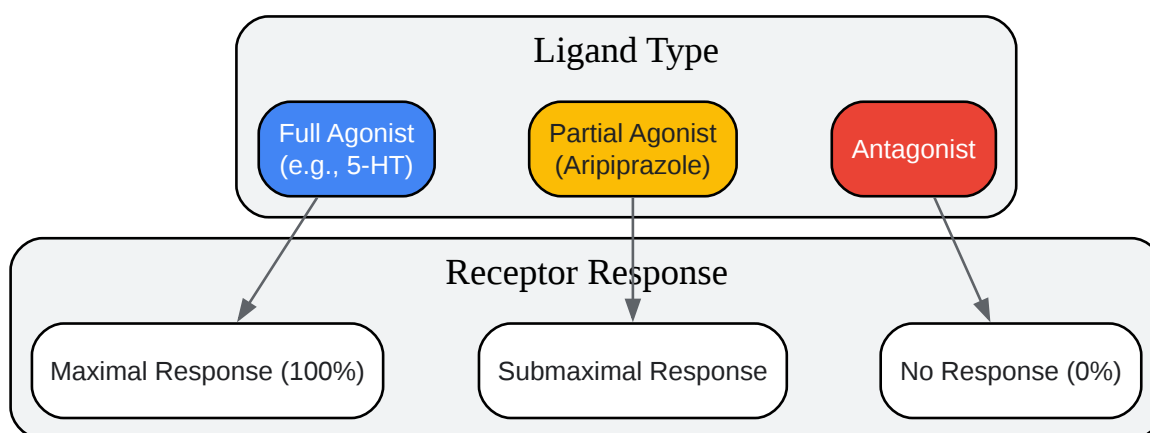 Ligand Type
Full Agonist
(e.g., 5-HT)
Partial Agonist
(Aripiprazole)
Antagonist
Receptor Response
Maximal Response (100%)
Submaximal Response
No Response (0%)